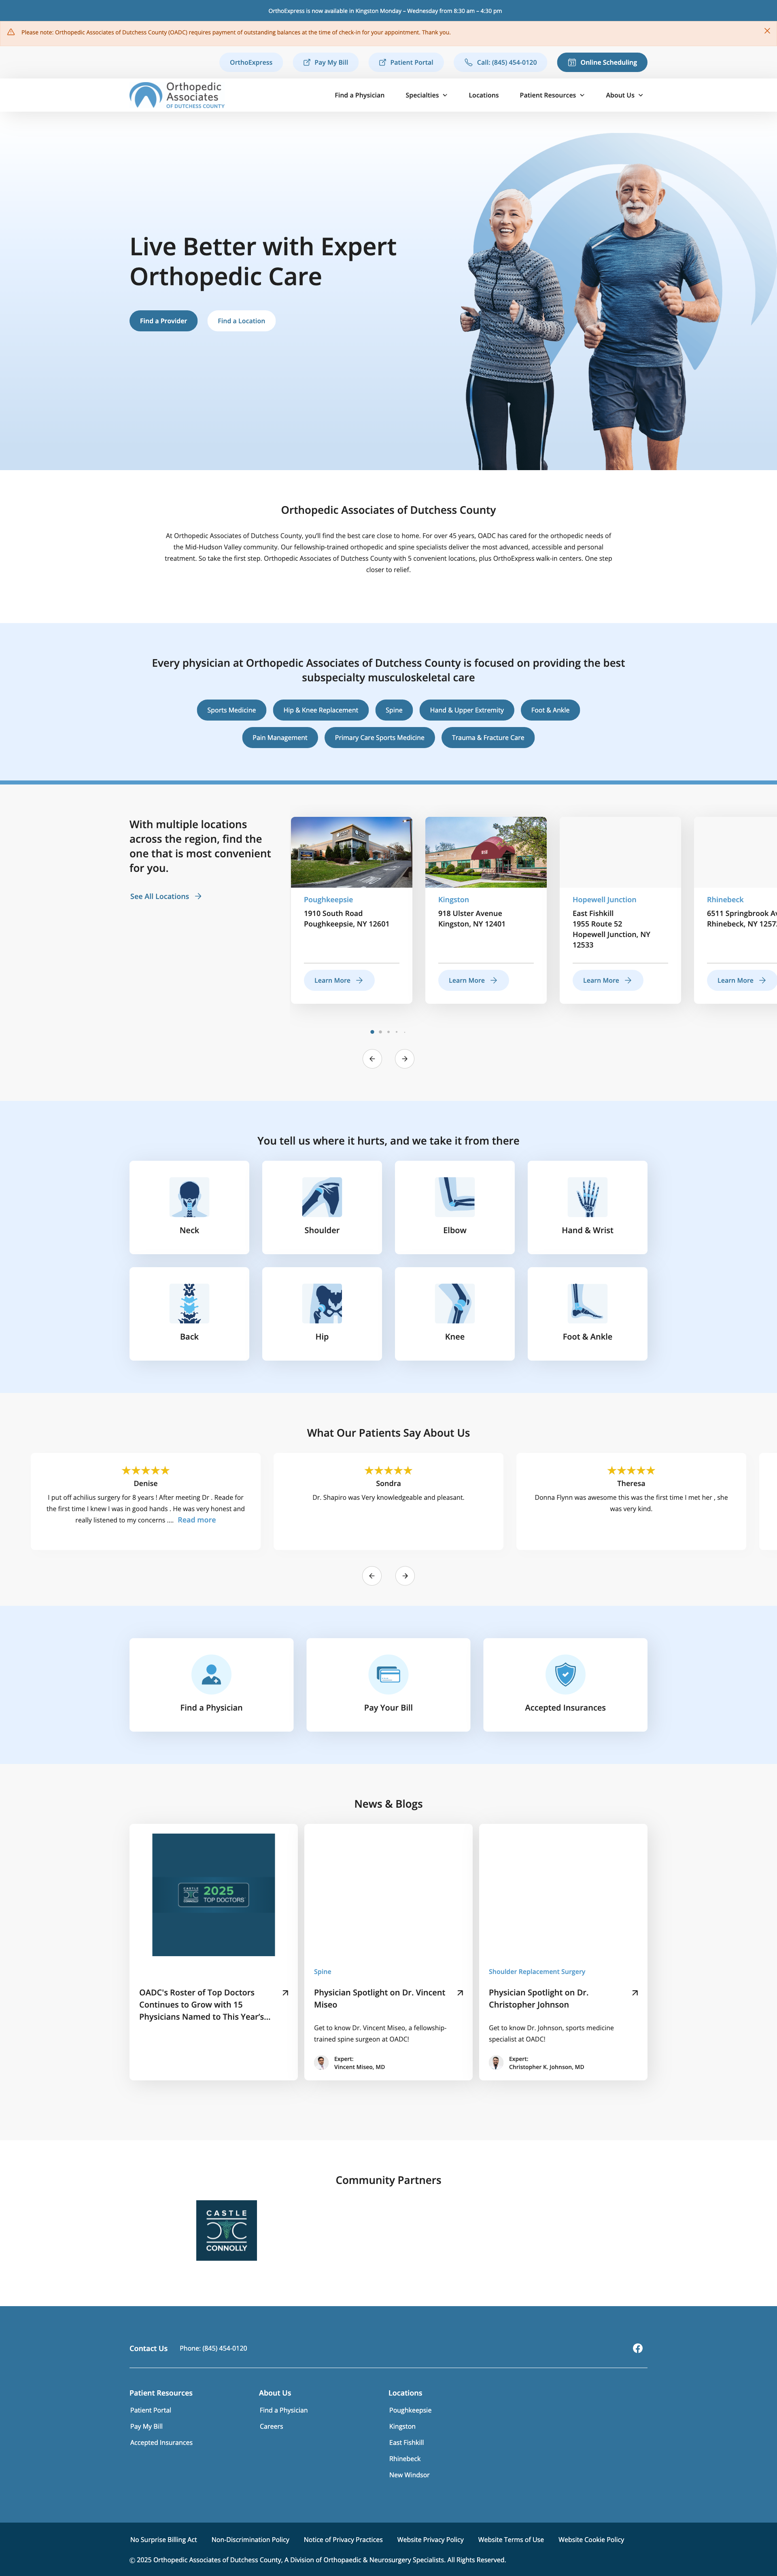 OrthoExpress is now available in Kingston Monday – Wednesday from 8:30 am – 4:30 pm
Please note: Orthopedic Associates of Dutchess County (OADC) requires payment of outstanding balances at the time of check-in for your appointment. Thank you.
OrthoExpress
Pay My Bill
Patient Portal
Call: (845) 454-0120
Online Scheduling
Orthopedic
Associates
OF DUTCHESS COUNTY
Find a Physician
Specialties
Locations
Patient Resources
About Us
Live Better with Expert
Orthopedic Care
Find a Provider
Find a Location
Orthopedic Associates of Dutchess County
At Orthopedic Associates of Dutchess County, you'll find the best care close to home. For over 45 years, OADC has cared for the orthopedic needs of
the Mid-Hudson Valley community. Our fellowship-trained orthopedic and spine specialists deliver the most advanced, accessible and personal
treatment. So take the first step. Orthopedic Associates of Dutchess County with 5 convenient locations, plus OrthoExpress walk-in centers. One step
closer to relief.
Every physician at Orthopedic Associates of Dutchess County is focused on providing the best
subspecialty musculoskeletal care
Sports Medicine
Hip & Knee Replacement
Spine
Hand & Upper Extremity
Foot & Ankle
Pain Management
Primary Care Sports Medicine
Trauma & Fracture Care
With multiple locations
across the region, find the
one that is most convenient
for you.
See All Locations
Poughkeepsie
1910 South Road
Poughkeepsie, NY 12601
Learn More
Kingston
918 Ulster Avenue
Kingston, NY 12401
Learn More
Hopewell Junction
East Fishkill
1955 Route 52
Hopewell Junction, NY
12533
Learn More
Rhinebeck
6511 Springbrook Av
Rhinebeck, NY 1257
Learn More
You tell us where it hurts, and we take it from there
Neck
Shoulder
Elbow
Hand & Wrist
Back
Hip
Knee
Foot & Ankle
What Our Patients Say About Us
Denise
I put off achilius surgery for 8 years ! After meeting Dr . Reade for
the first time I knew I was in good hands . He was very honest and
really listened to my concerns .... Read more
Sondra
Dr. Shapiro was Very knowledgeable and pleasant.
Theresa
Donna Flynn was awesome this was the first time I met her , she
was very kind.
Find a Physician
Pay Your Bill
Accepted Insurances
News & Blogs
CASTLE
CONNOLLY
2025
TOP DOCTORS
OADC's Roster of Top Doctors
Continues to Grow with 15
Physicians Named to This Year's...
Spine
Physician Spotlight on Dr. Vincent
Miseo
Get to know Dr. Vincent Miseo, a fellowship-
trained spine surgeon at OADC!
Expert:
Vincent Miseo, MD
Shoulder Replacement Surgery
Physician Spotlight on Dr.
Christopher Johnson
Get to know Dr. Johnson, sports medicine
specialist at OADC!
Expert:
Christopher K. Johnson, MD
Community Partners
CASTLE
CONNOLLY
Contact Us
Phone: (845) 454-0120
Patient Resources
Patient Portal
Pay My Bill
Accepted Insurances
About Us
Find a Physician
Careers
Locations
Poughkeepsie
Kingston
East Fishkill
Rhinebeck
New Windsor
No Surprise Billing Act
Non-Discrimination Policy
Notice of Privacy Practices
Website Privacy Policy
Website Terms of Use
Website Cookie Policy
© 2025 Orthopedic Associates of Dutchess County, A Division of Orthopaedic & Neurosurgery Specialists. All Rights Reserved.